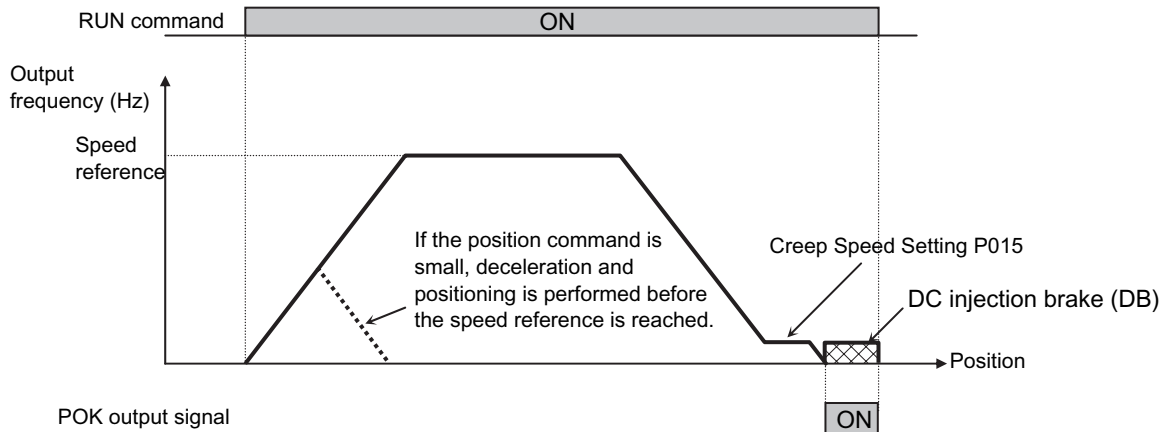 RUN command
ON
Output
frequency (Hz)
Speed
reference
If the position command is
small, deceleration and
positioning is performed before
the speed reference is reached.
Creep Speed Setting P015
DC injection brake (DB)
Position
POK output signal
ON